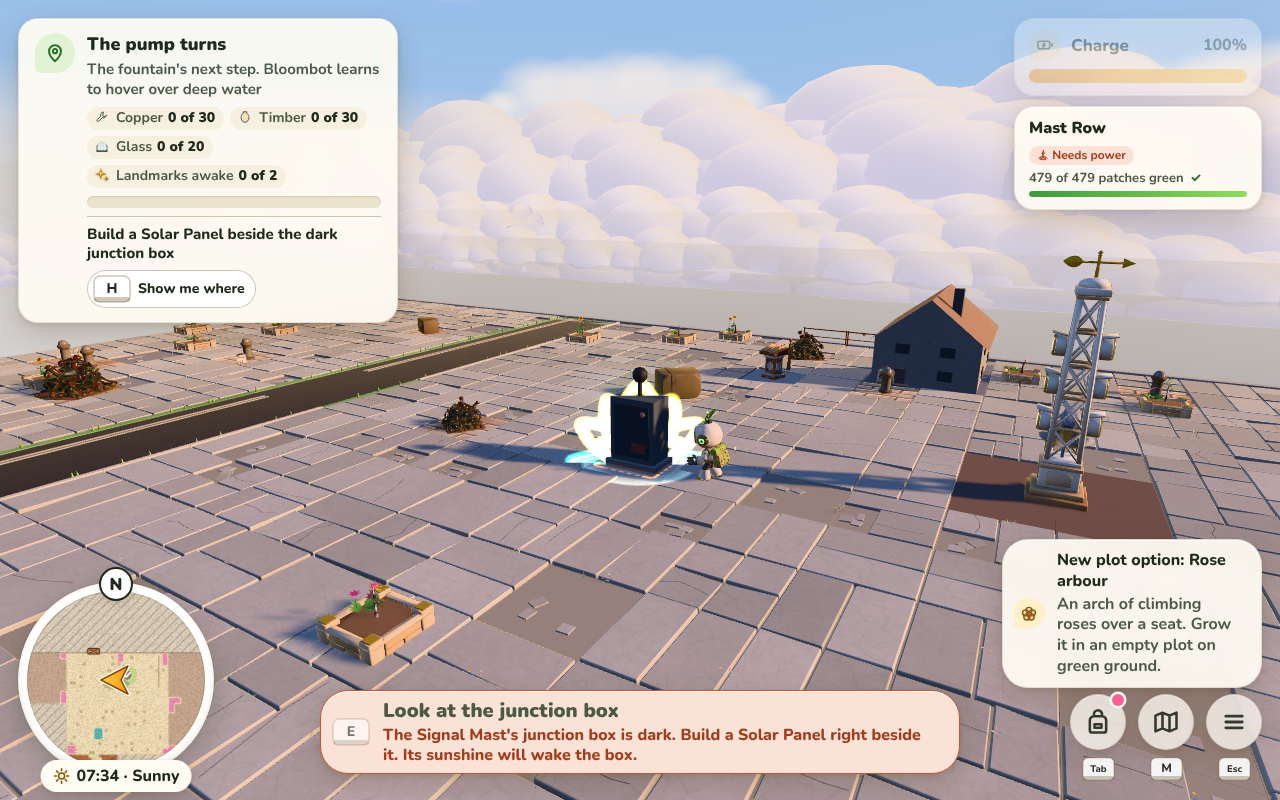 The pump turns
The fountain's next step. Bloombot learns
to hover over deep water
Copper 0 of 30 Timber 0 of 30
Glass 0 of 20
Landmarks awake 0 of 2
Build a Solar Panel beside the dark
junction box
H Show me where
Charge 100%
Mast Row
Needs power
479 of 479 patches green
New plot option: Rose
arbour
An arch of climbing
roses over a seat. Grow
it in an empty plot on
green ground.
N
07:34 · Sunny
E
Look at the junction box
The Signal Mast's junction box is dark. Build a Solar Panel right beside
it. Its sunshine will wake the box.
Tab M Esc